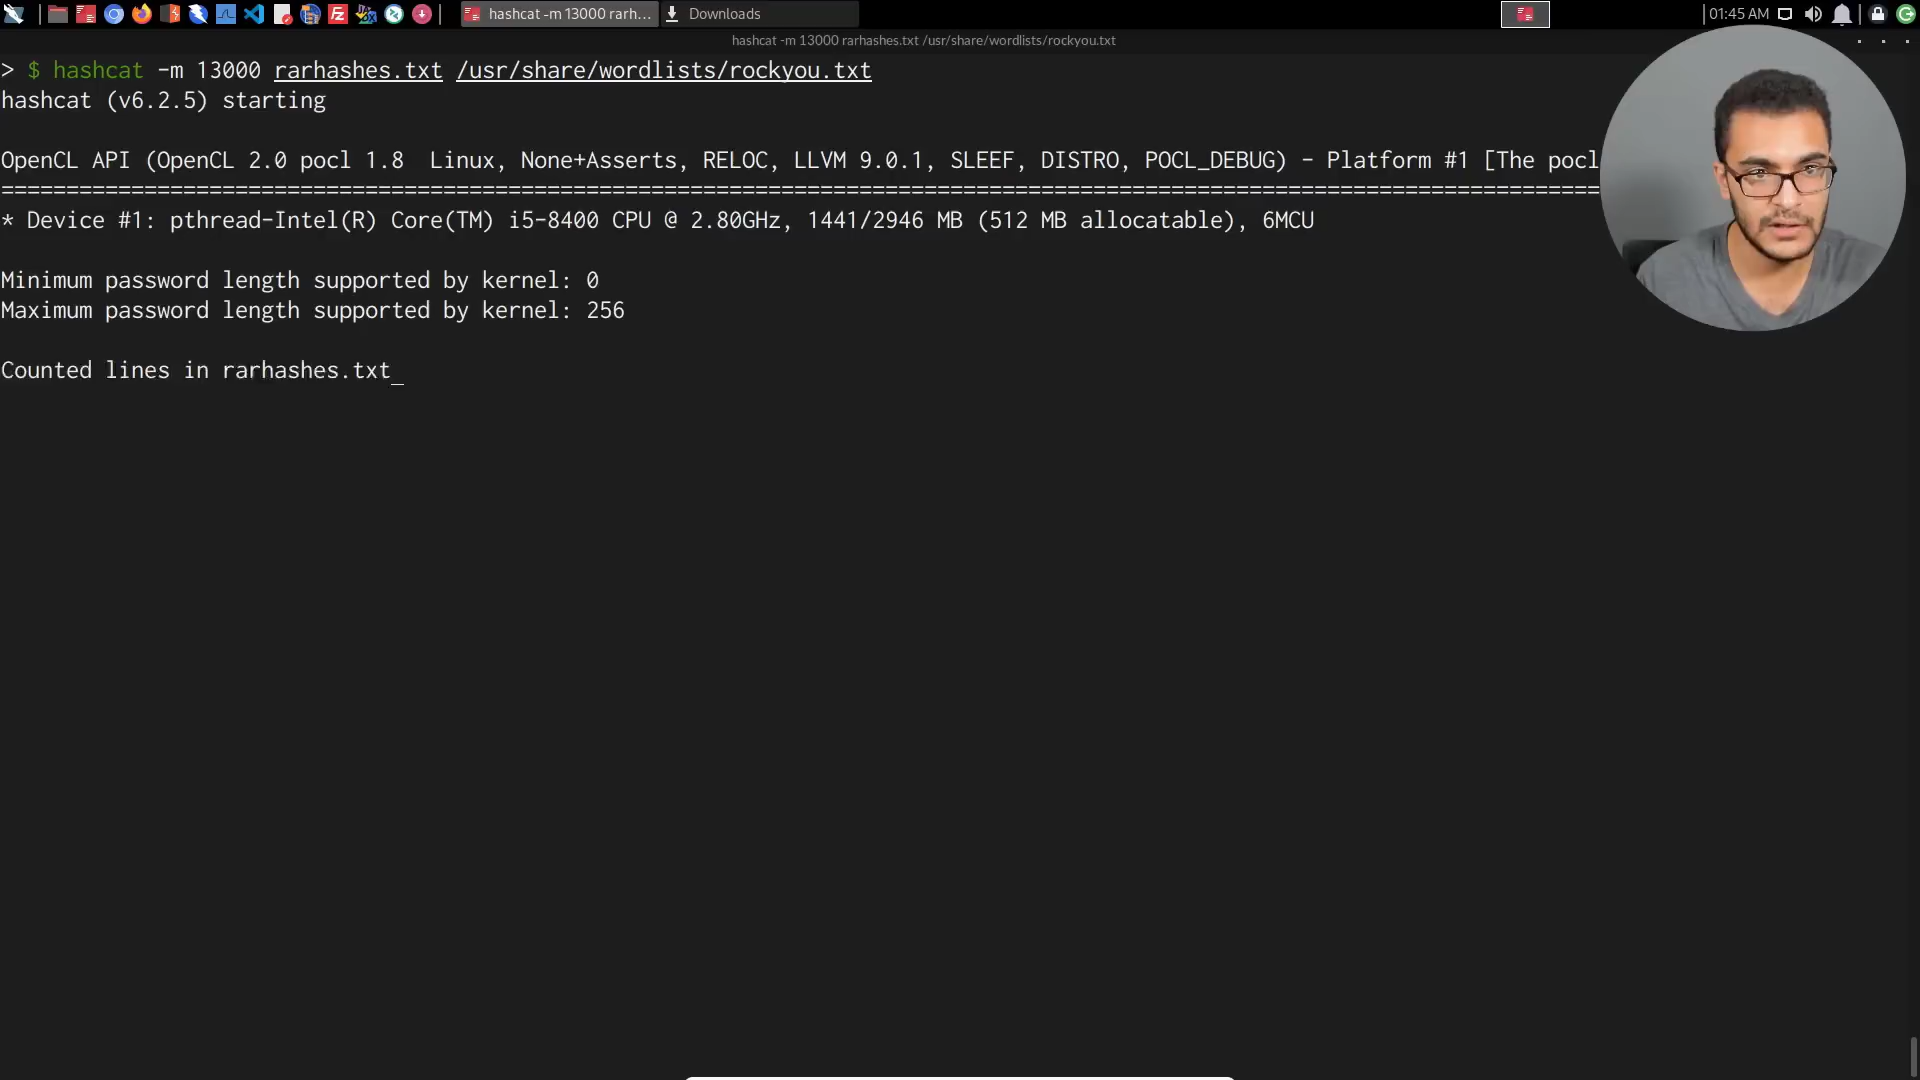 hashcat -m 13000 rarh...
Downloads
01:45 AM
hashcat -m 13000 rarhashes.txt /usr/share/wordlists/rockyou.txt
> $ hashcat -m 13000 rarhashes.txt /usr/share/wordlists/rockyou.txt
hashcat (v6.2.5) starting
OpenCL API (OpenCL 2.0 pocl 1.8  Linux, None+Asserts, RELOC, LLVM 9.0.1, SLEEF, DISTRO, POCL_DEBUG) - Platform #1 [The pocl
============================================================================================================================
* Device #1: pthread-Intel(R) Core(TM) i5-8400 CPU @ 2.80GHz, 1441/2946 MB (512 MB allocatable), 6MCU
Minimum password length supported by kernel: 0
Maximum password length supported by kernel: 256
Counted lines in rarhashes.txt_